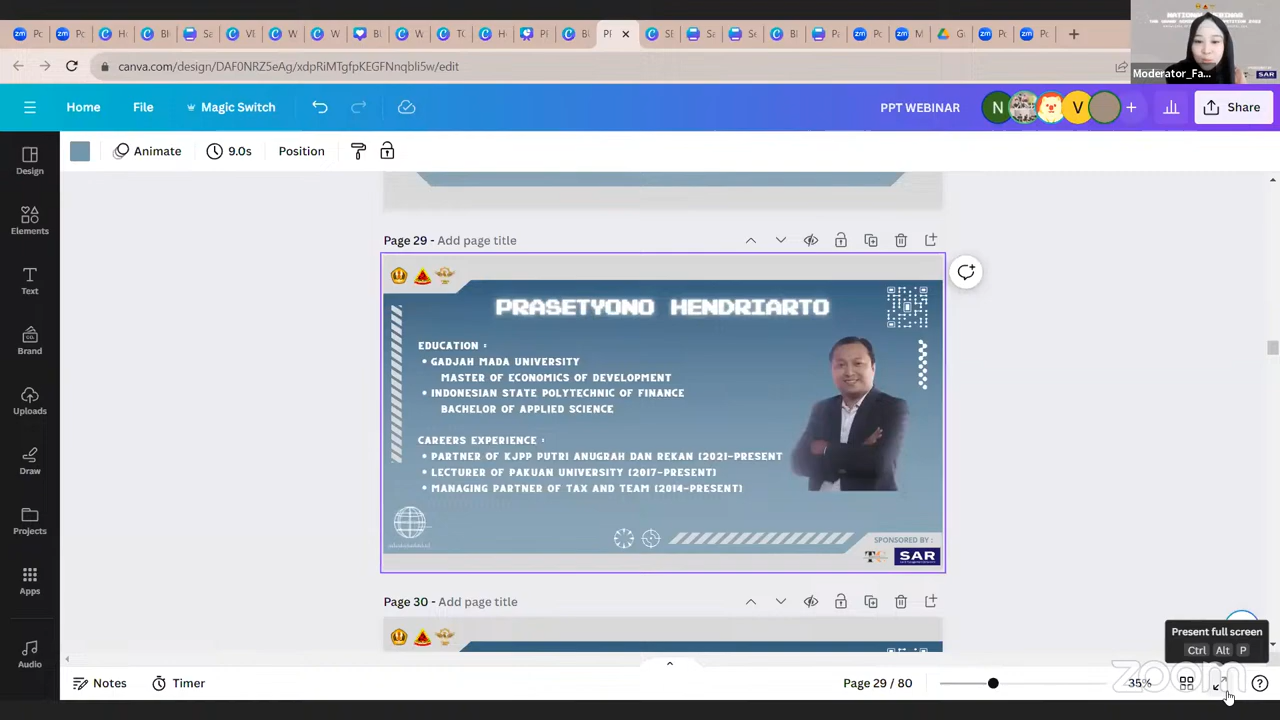 canva.com/design/DAF0NRZ5eAg/xdpRiMTgfpKEGFNnqbli5w/edit
Moderator_Fa...
SAR
Home
File
Magic Switch
PPT WEBINAR
N
V
Share
Animate
9.0s
Position
Design
Elements
Text
Brand
Uploads
Draw
Projects
Apps
Audio
Page 29 - Add page title
PRASETYONO HENDRIARTO
EDUCATION :
• GADJAH MADA UNIVERSITY
MASTER OF ECONOMICS OF DEVELOPMENT
• INDONESIAN STATE POLYTECHNIC OF FINANCE
BACHELOR OF APPLIED SCIENCE
CAREERS EXPERIENCE :
• PARTNER OF KJPP PUTRI ANUGRAH DAN REKAN (2021-PRESENT
• LECTURER OF PAKUAN UNIVERSITY (2017-PRESENT)
• MANAGING PARTNER OF TAX AND TEAM (2014-PRESENT)
SPONSORED BY :
SAR
Page 30 - Add page title
Present full screen
Ctrl Alt P
Notes
Timer
Page 29 / 80
35%
zoom